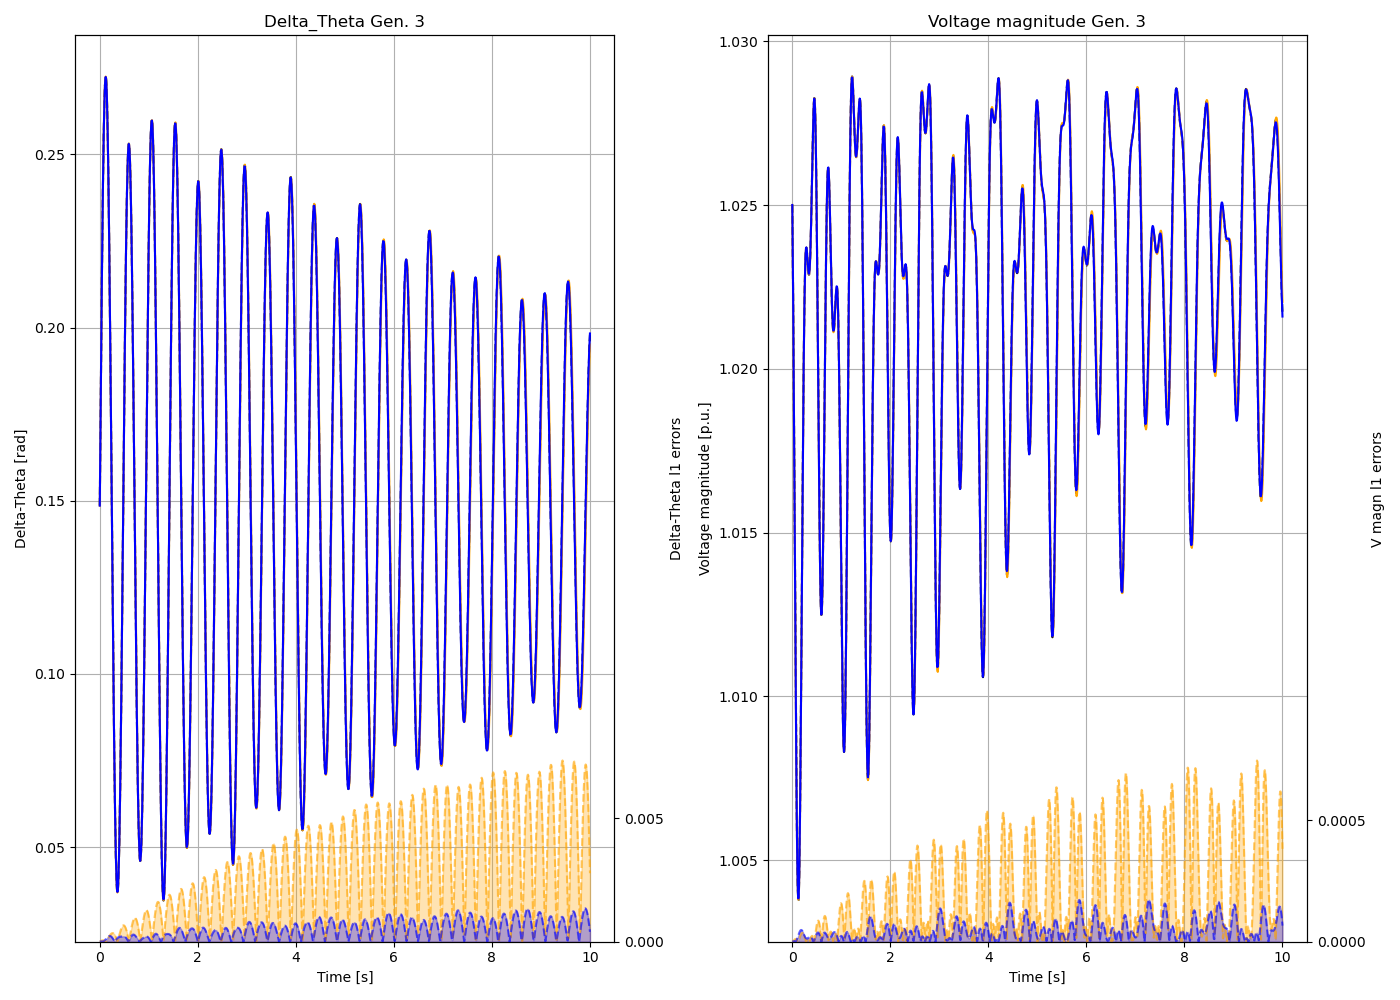 Delta_Theta Gen. 3
Delta-Theta [rad]
0.25
0.20
0.15
0.10
0.05
0 2 4 6 8 10
Time [s]
0.005
0.000
Delta-Theta l1 errors
Voltage magnitude Gen. 3
Voltage magnitude [p.u.]
1.030
1.025
1.020
1.015
1.010
1.005
0 2 4 6 8 10
Time [s]
0.0005
0.0000
V magn l1 errors